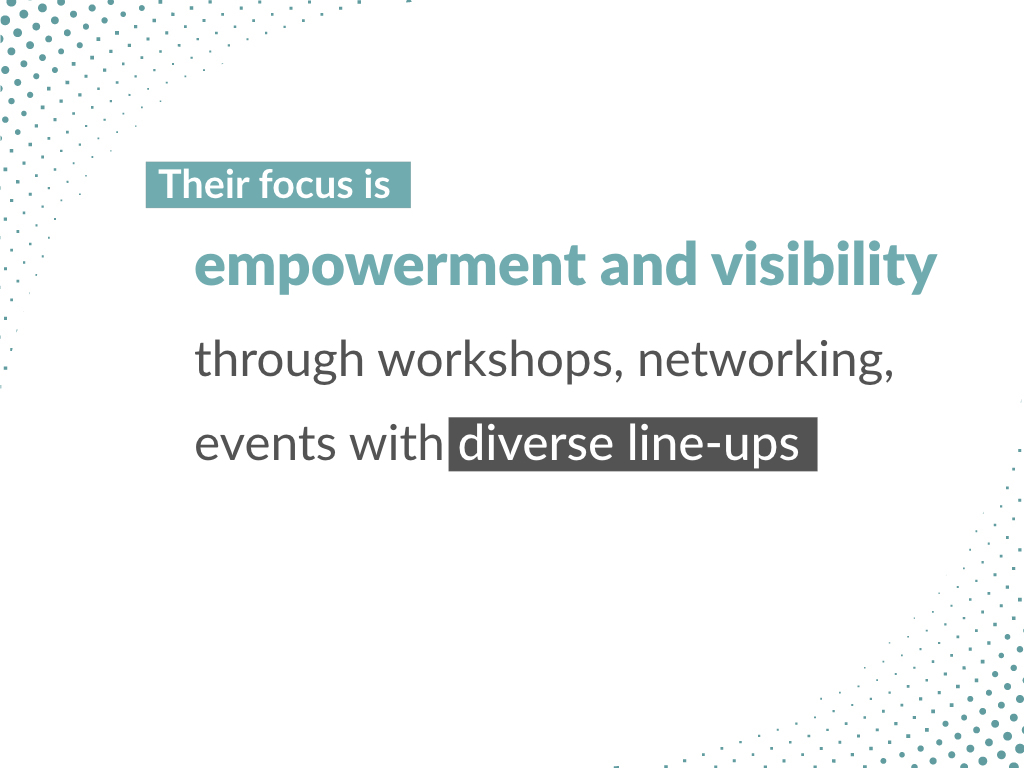 Their focus is
empowerment and visibility
through workshops, networking,
events with diverse line-ups